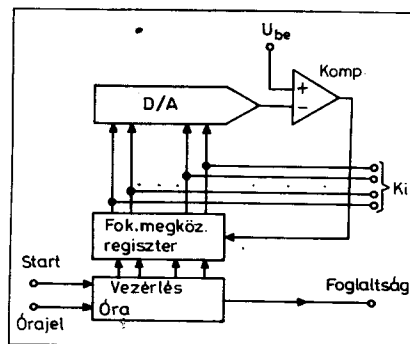 U_be
Komp.
D/A
+
−
Ki
Fok.megköz.
regiszter
Start
Vezérlés
Foglaltság
Órajel
Óra